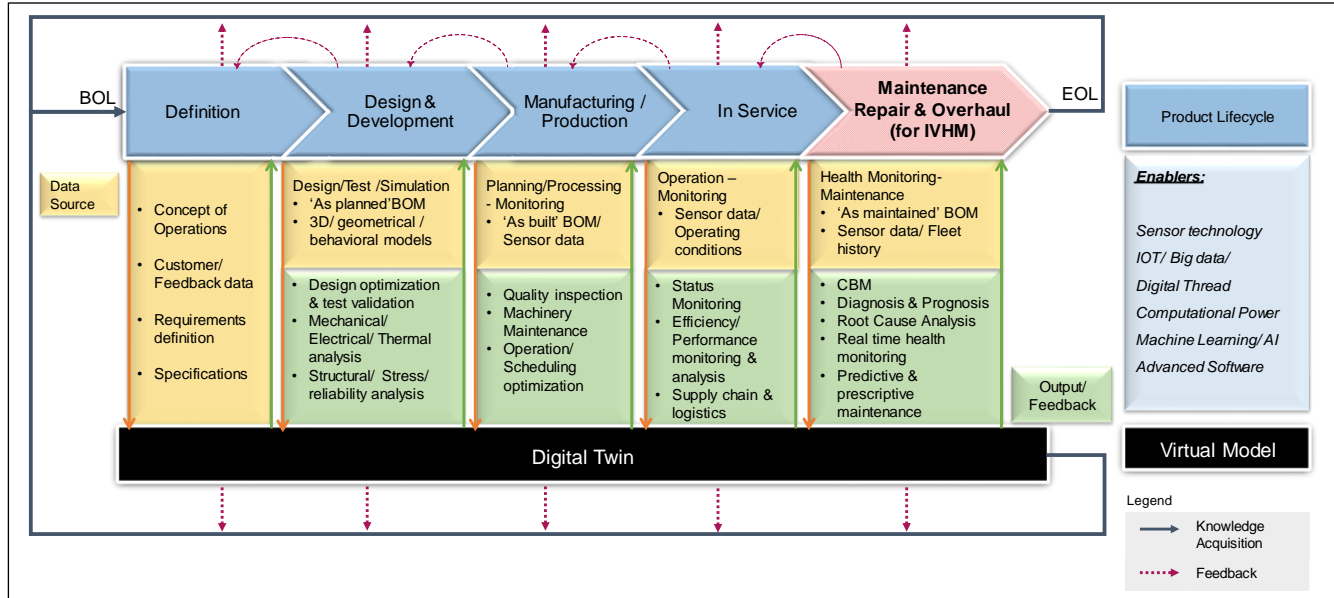 BOL
Definition
Design &
Development
Manufacturing /
Production
In Service
Maintenance
Repair & Overhaul
(for IVHM)
EOL
Product Lifecycle
Data
Source
• Concept of
Operations
• Customer/
Feedback data
• Requirements
definition
• Specifications
Design/Test /Simulation
• ‘As planned’BOM
• 3D/ geometrical /
behavioral models
• Design optimization
& test validation
• Mechanical/
Electrical/ Thermal
analysis
• Structural/ Stress/
reliability analysis
Planning/Processing
- Monitoring
• ‘As built’ BOM/
Sensor data
• Quality inspection
• Machinery
Maintenance
• Operation/
Scheduling
optimization
Operation –
Monitoring
• Sensor data/
Operating
conditions
• Status
Monitoring
• Efficiency/
Performance
monitoring &
analysis
• Supply chain &
logistics
Health Monitoring-
Maintenance
• ‘As maintained’ BOM
• Sensor data/ Fleet
history
• CBM
• Diagnosis & Prognosis
• Root Cause Analysis
• Real time health
monitoring
• Predictive &
prescriptive
maintenance
Output/
Feedback
Enablers:
Sensor technology
IOT/ Big data/
Digital Thread
Computational Power
Machine Learning/ AI
Advanced Software
Digital Twin
Virtual Model
Legend
Knowledge
Acquisition
Feedback